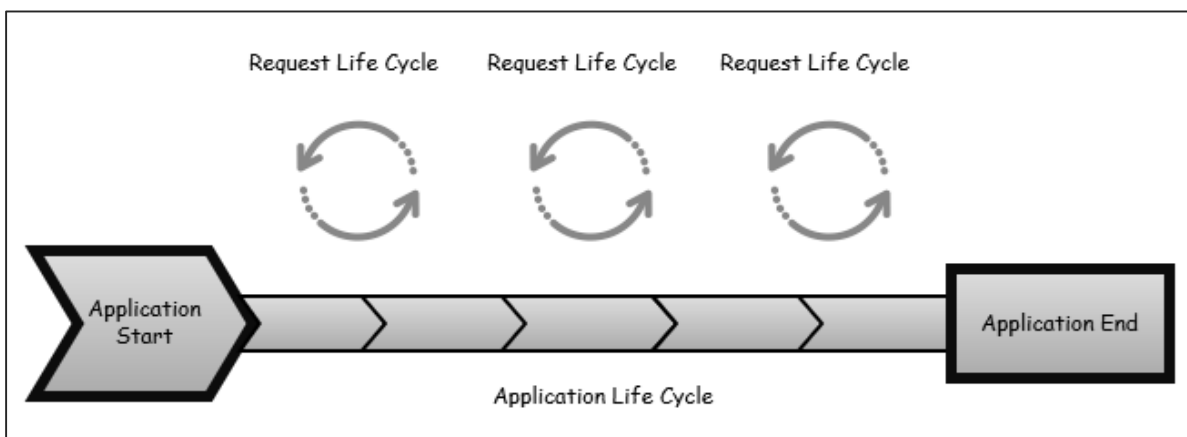 Request Life Cycle
Request Life Cycle
Request Life Cycle
Application
Start
Application End
Application Life Cycle